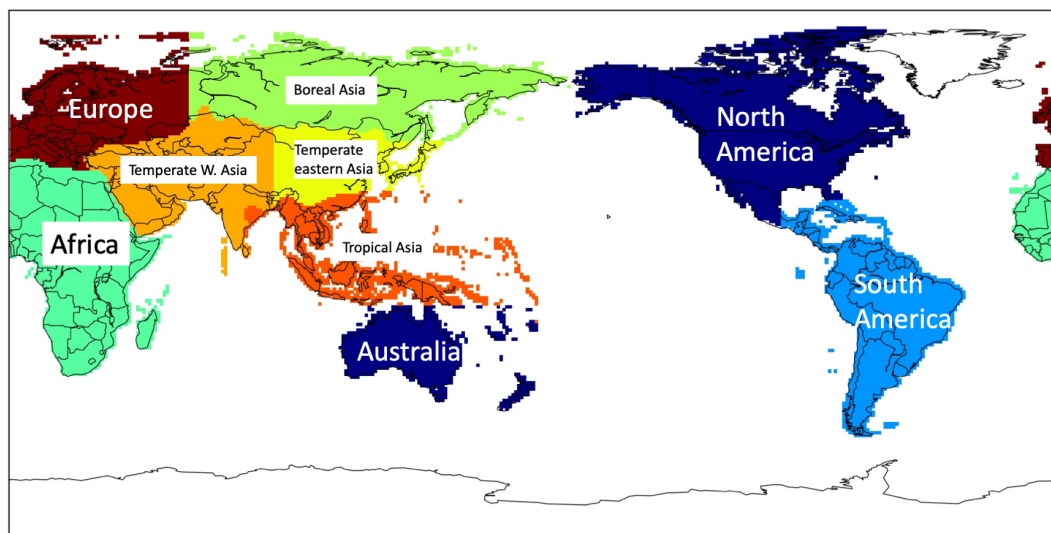 Boreal Asia
Europe
North
America
Temperate
eastern Asia
Temperate W. Asia
Africa
Tropical Asia
South
America
Australia